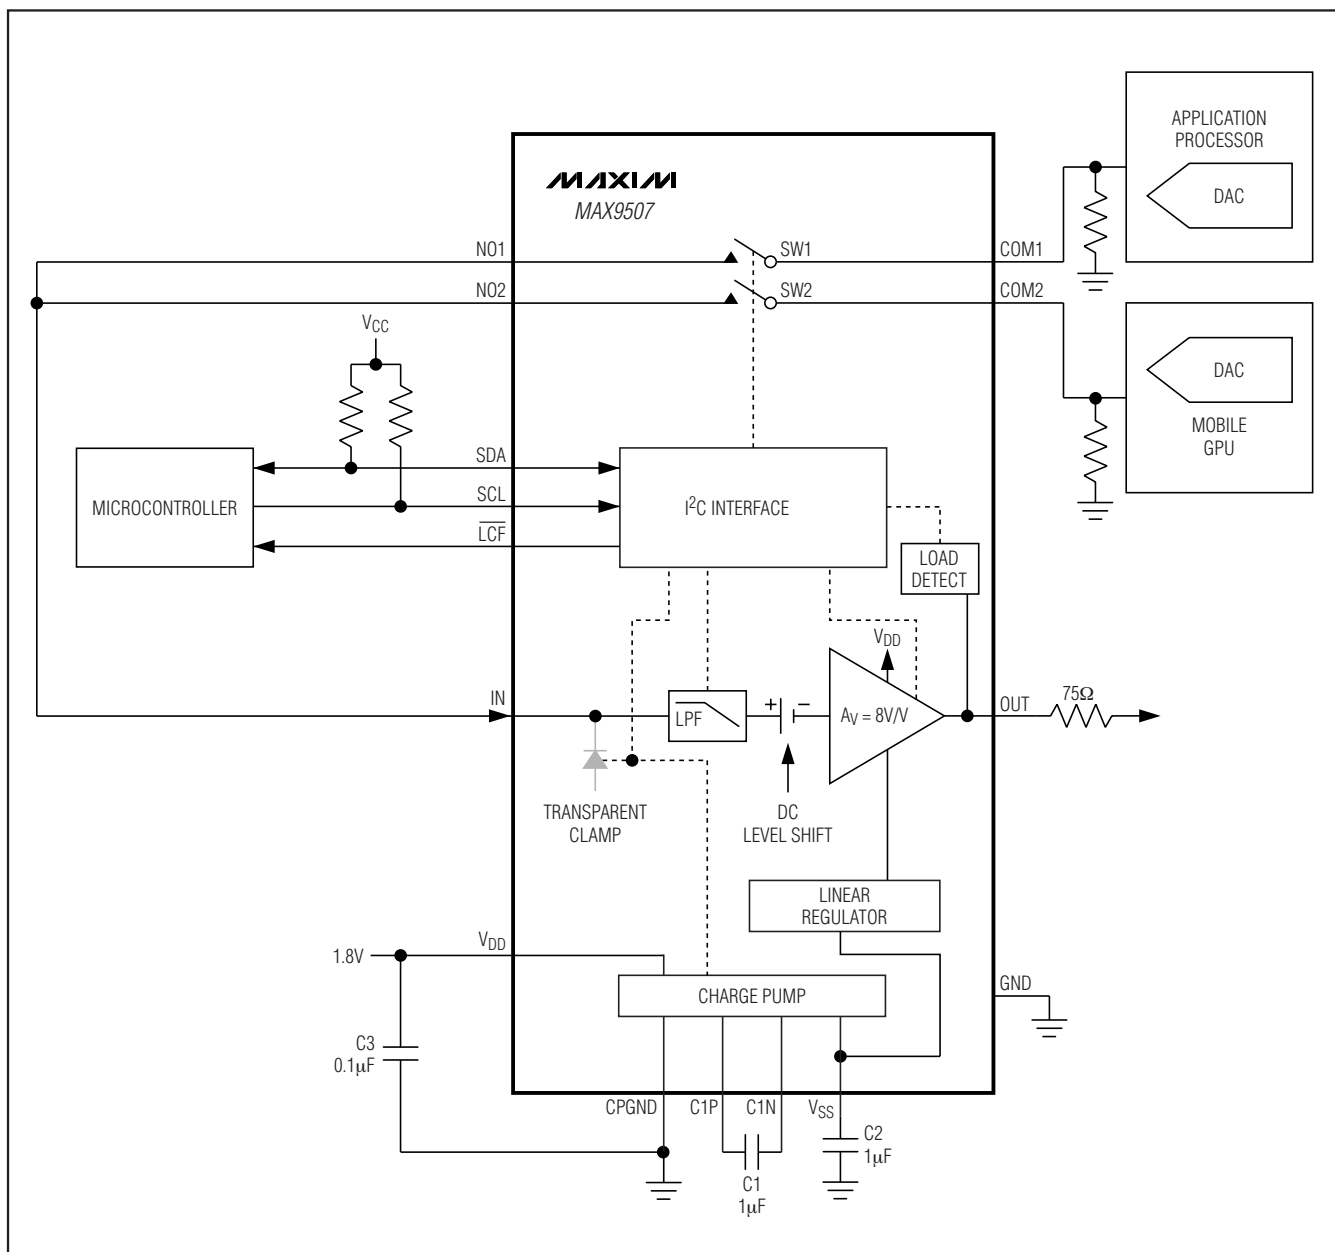 APPLICATION
PROCESSOR
DAC
MAXIM
MAX9507
NO1
SW1
COM1
NO2
SW2
COM2
VCC
DAC
MOBILE
GPU
MICROCONTROLLER
SDA
SCL
LCF
I²C INTERFACE
LOAD
DETECT
VDD
IN
LPF
+
−
AV = 8V/V
OUT
75Ω
TRANSPARENT
CLAMP
DC
LEVEL SHIFT
LINEAR
REGULATOR
1.8V
VDD
CHARGE PUMP
GND
C3
0.1µF
CPGND
C1P
C1N
VSS
C2
1µF
C1
1µF